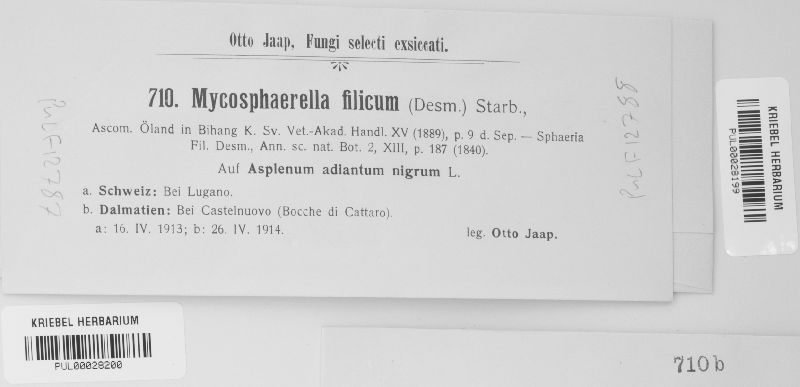 Otto Jaap, Fungi selecti exsiccati.
710. Mycosphaerella filicum (Desm.) Starb.,
Ascom. Öland in Bihang K. Sv. Vet.-Akad. Handl. XV (1889), p. 9 d. Sep. — Sphaeria
Fil. Desm., Ann. sc. nat. Bot. 2, XIII, p. 187 (1840).
Auf Asplenum adiantum nigrum L.
a. Schweiz: Bei Lugano.
b. Dalmatien: Bei Castelnuovo (Bocche di Cattaro).
a: 16. IV. 1913; b: 26. IV. 1914.
leg. Otto Jaap.
PulF12787
PulF12788
KRIEBEL HERBARIUM
PUL00028199
KRIEBEL HERBARIUM
PUL00028200
710b